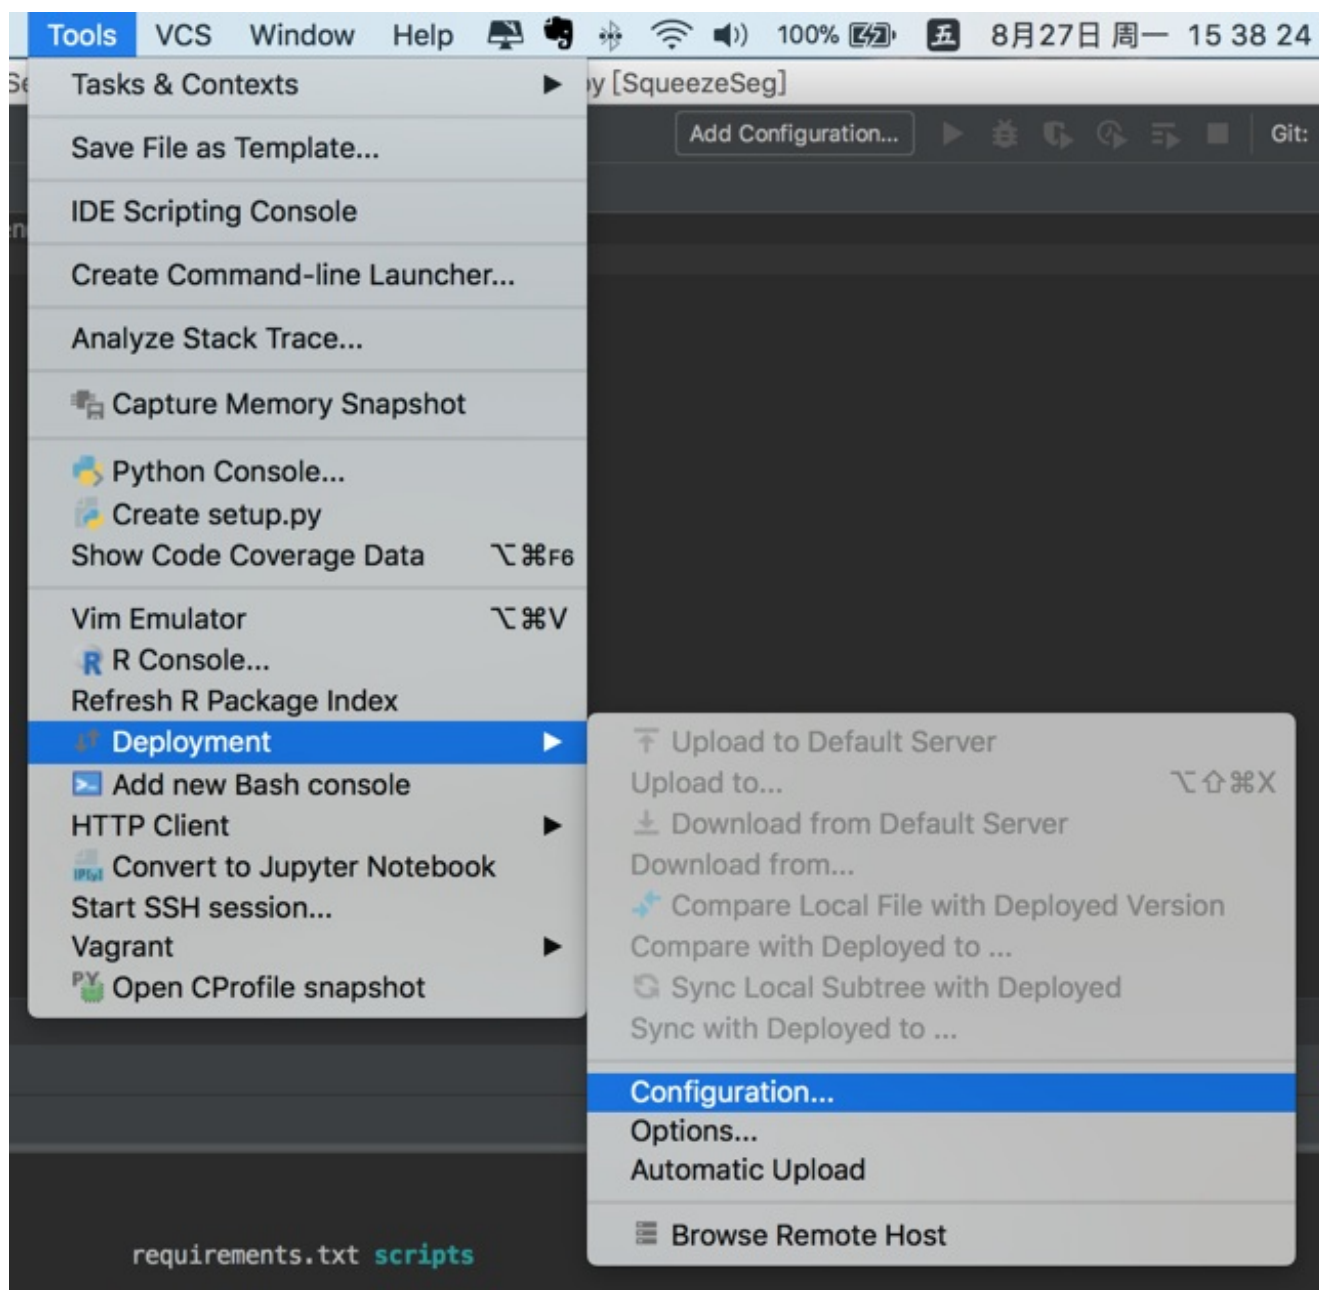 Tools VCS Window Help 100% 五 8月27日 周一 15 38 24
Tasks & Contexts
y [SqueezeSeg]
Add Configuration... Git:
Save File as Template...
IDE Scripting Console
Create Command-line Launcher...
Analyze Stack Trace...
Capture Memory Snapshot
Python Console...
Create setup.py
Show Code Coverage Data ⌥⌘F6
Vim Emulator ⌥⌘V
R Console...
Refresh R Package Index
Deployment
Add new Bash console
HTTP Client
Convert to Jupyter Notebook
Start SSH session...
Vagrant
Open CProfile snapshot
Upload to Default Server
Upload to... ⌥⇧⌘X
Download from Default Server
Download from...
Compare Local File with Deployed Version
Compare with Deployed to ...
Sync Local Subtree with Deployed
Sync with Deployed to ...
Configuration...
Options...
Automatic Upload
Browse Remote Host
requirements.txt scripts